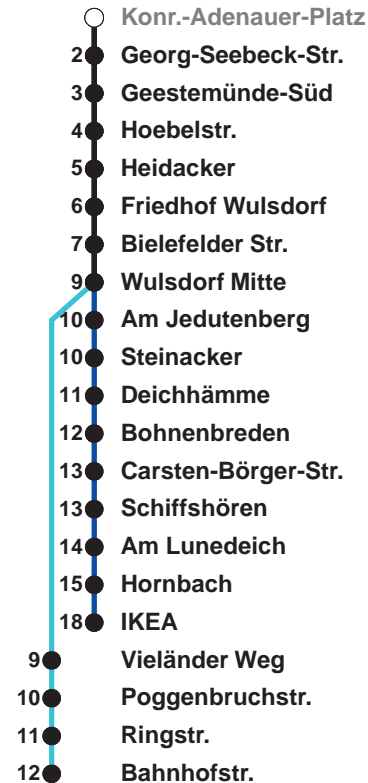 Konr.-Adenauer-Platz
2 Georg-Seebeck-Str.
3 Geestemünde-Süd
4 Hoebelstr.
5 Heidacker
6 Friedhof Wulsdorf
7 Bielefelder Str.
9 Wulsdorf Mitte
10 Am Jedutenberg
10 Steinacker
11 Deichhämme
12 Bohnenbreden
13 Carsten-Börger-Str.
13 Schiffshören
14 Am Lunedeich
15 Hornbach
18 IKEA
9 Vieländer Weg
10 Poggenbruchstr.
11 Ringstr.
12 Bahnhofstr.